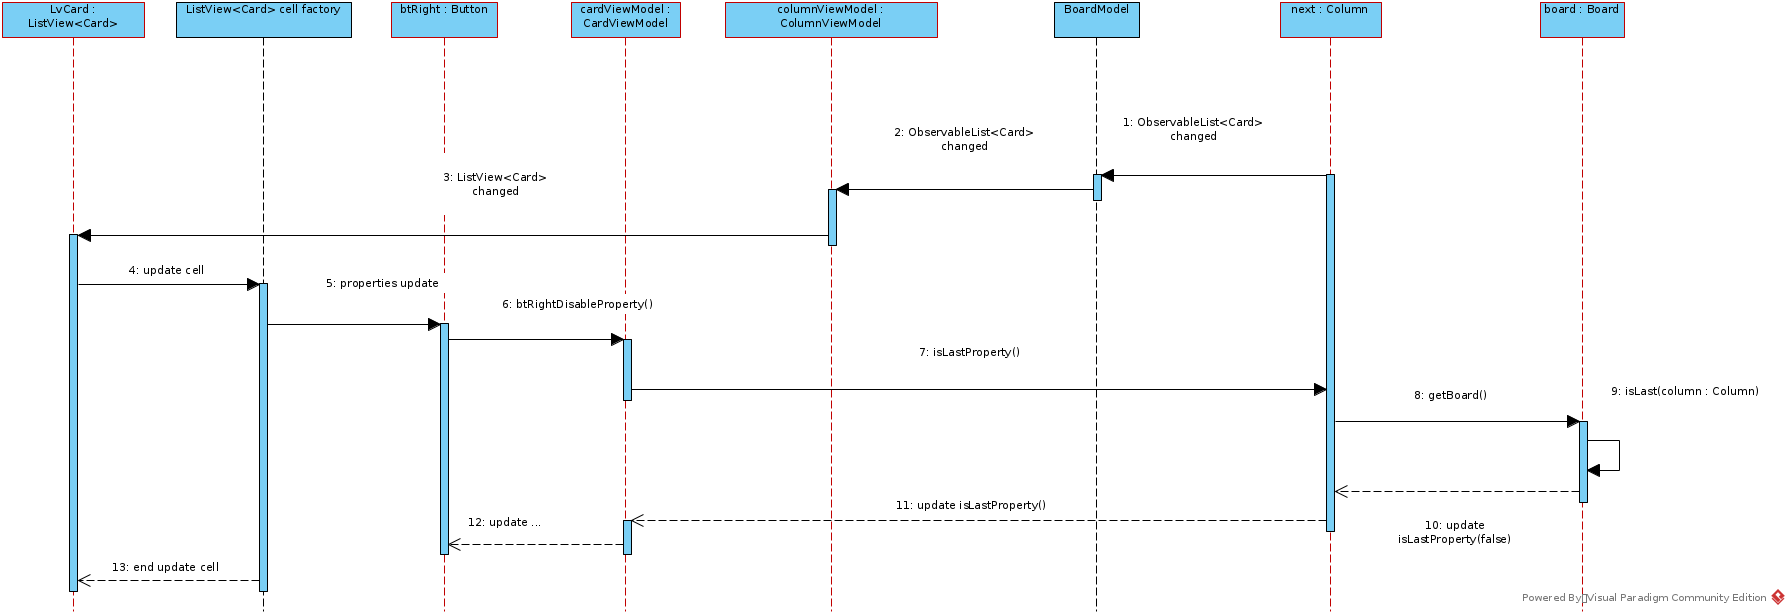 LvCard :
ListView<Card>
ListView<Card> cell factory
btRight : Button
cardViewModel :
CardViewModel
columnViewModel :
ColumnViewModel
BoardModel
next : Column
board : Board
1: ObservableList<Card>
changed
2: ObservableList<Card>
changed
3: ListView<Card>
changed
4: update cell
5: properties update
6: btRightDisableProperty()
7: isLastProperty()
8: getBoard()
9: isLast(column : Column)
10: update
isLastProperty(false)
11: update isLastProperty()
12: update ...
13: end update cell
Powered By Visual Paradigm Community Edition